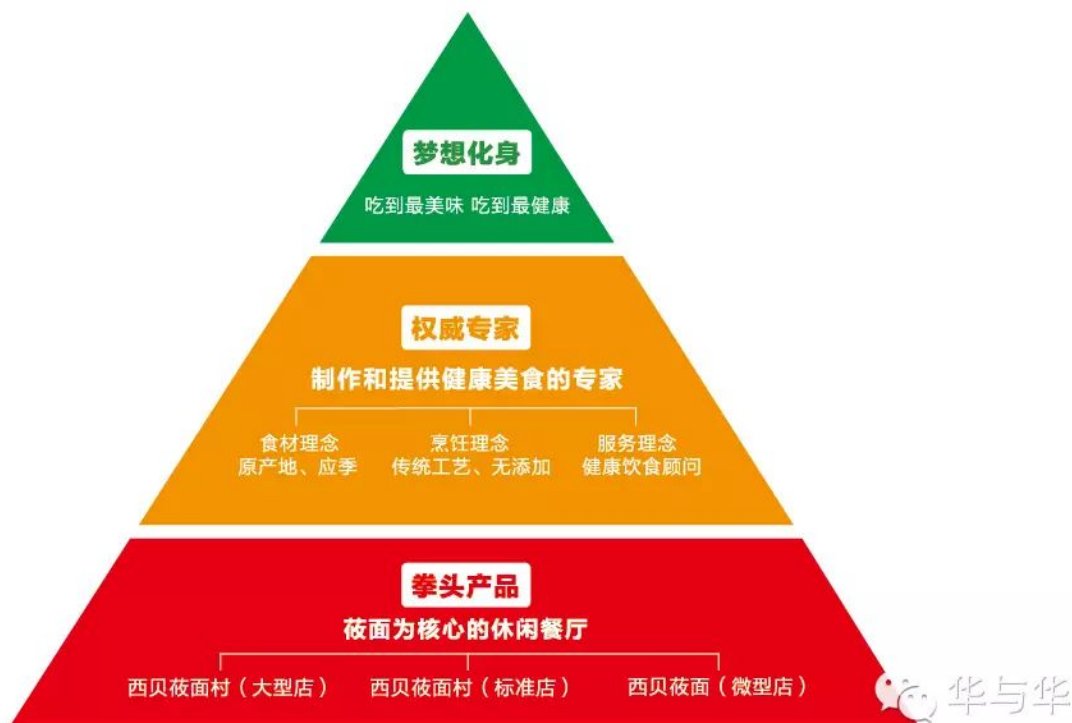 梦想化身
吃到最美味 吃到最健康
权威专家
制作和提供健康美食的专家
食材理念 烹饪理念 服务理念
原产地、应季 传统工艺、无添加 健康饮食顾问
拳头产品
莜面为核心的休闲餐厅
西贝莜面村（大型店） 西贝莜面村（标准店） 西贝莜面（微型店）
华与华